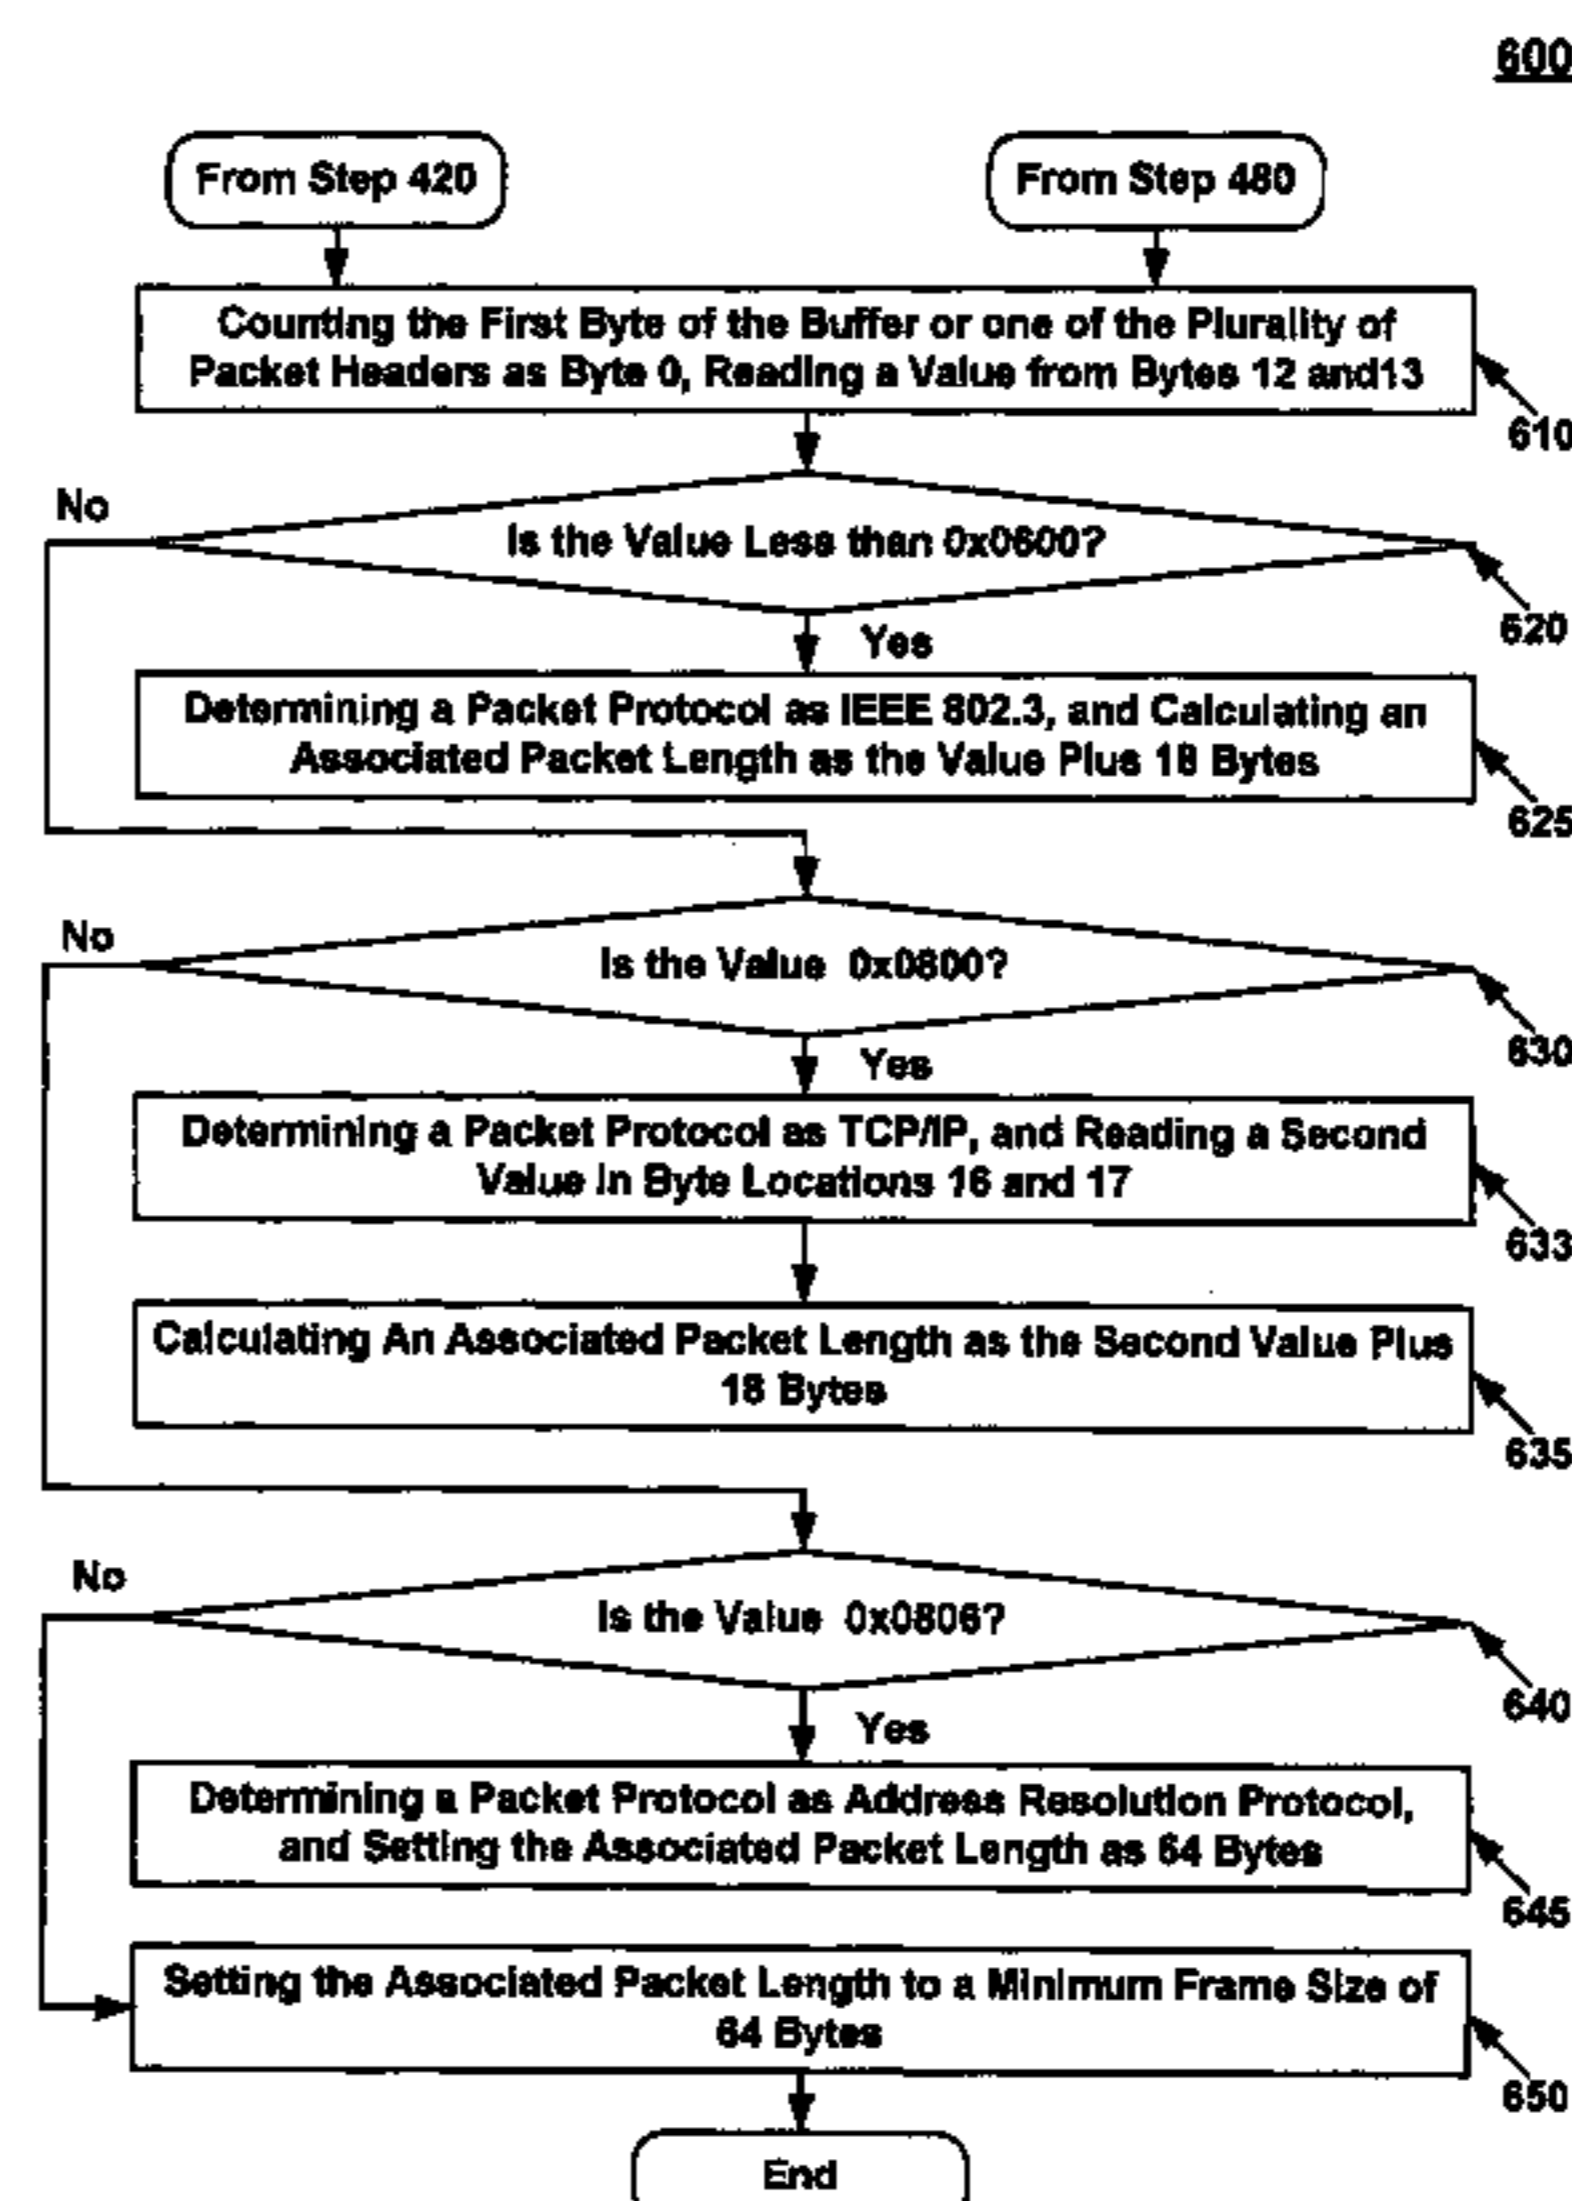 600
From Step 420
From Step 480
Counting the First Byte of the Buffer or one of the Plurality of
Packet Headers as Byte 0, Reading a Value from Bytes 12 and13
610
No
Is the Value Less than 0x0600?
620
Yes
Determining a Packet Protocol as IEEE 802.3, and Calculating an
Associated Packet Length as the Value Plus 18 Bytes
625
No
Is the Value 0x0800?
630
Yes
Determining a Packet Protocol as TCP/IP, and Reading a Second
Value in Byte Locations 16 and 17
633
Calculating An Associated Packet Length as the Second Value Plus
18 Bytes
635
No
Is the Value 0x0806?
640
Yes
Determining a Packet Protocol as Address Resolution Protocol,
and Setting the Associated Packet Length as 64 Bytes
645
Setting the Associated Packet Length to a Minimum Frame Size of
64 Bytes
650
End